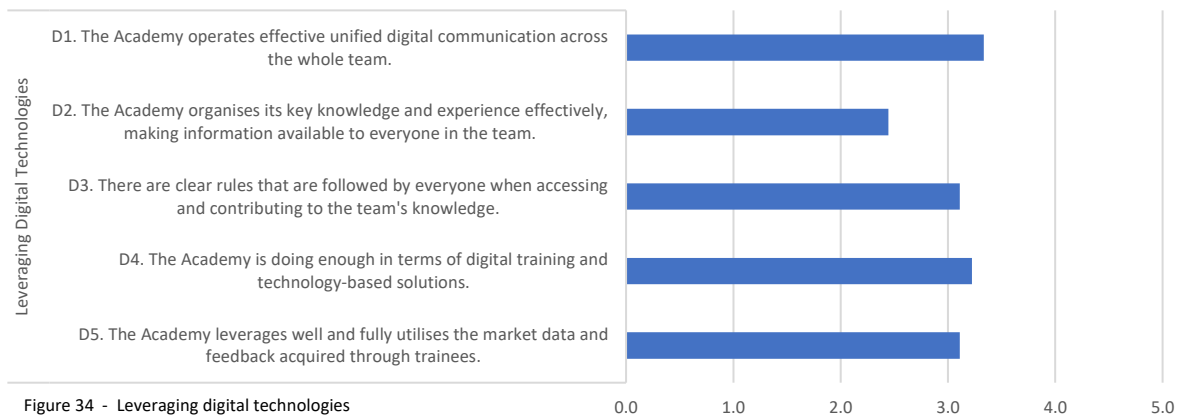 Leveraging Digital Technologies
D1. The Academy operates effective unified digital communication across
the whole team.
D2. The Academy organises its key knowledge and experience effectively,
making information available to everyone in the team.
D3. There are clear rules that are followed by everyone when accessing
and contributing to the team's knowledge.
D4. The Academy is doing enough in terms of digital training and
technology-based solutions.
D5. The Academy leverages well and fully utilises the market data and
feedback acquired through trainees.
0.0 1.0 2.0 3.0 4.0 5.0
Figure 34 - Leveraging digital technologies